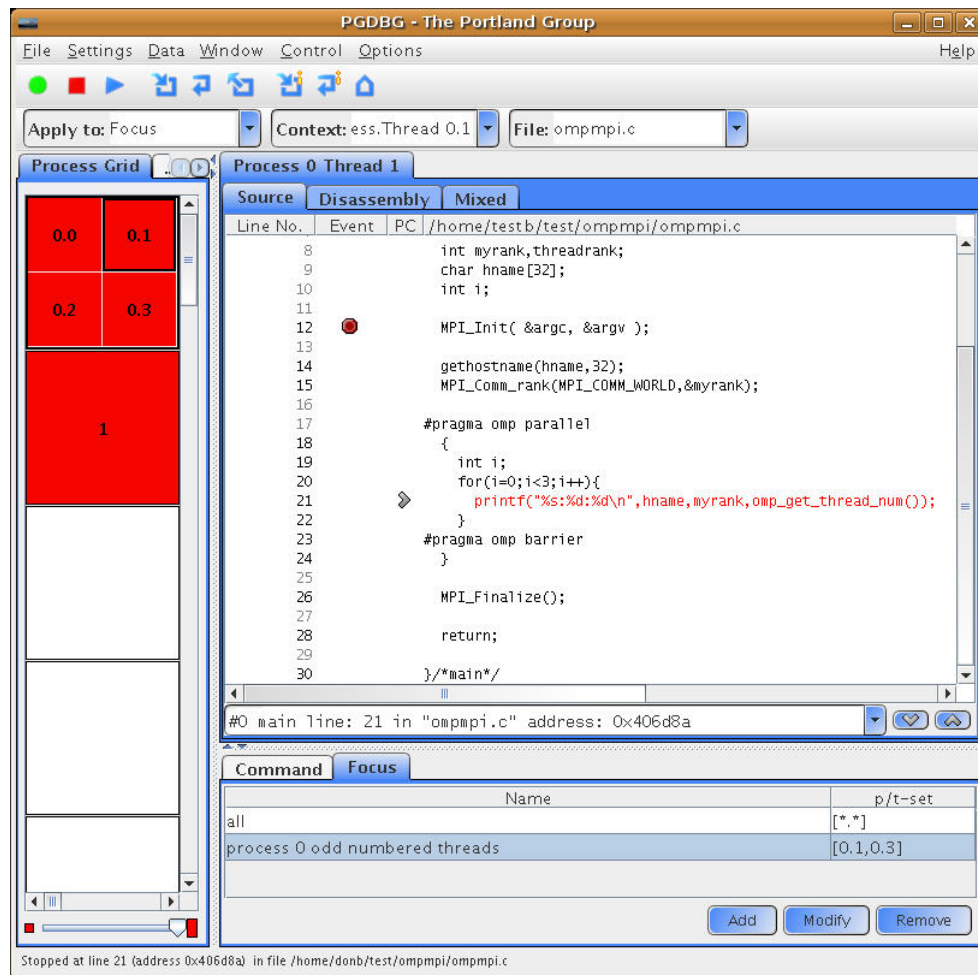 PGDBG - The Portland Group
File Settings Data Window Control Options Help
Apply to: Focus
Context: ess.Thread 0.1
File: ompmpi.c
Process Grid
Process 0 Thread 1
Source Disassembly Mixed
Line No. Event PC /home/testb/test/ompmpi/ompmpi.c
0.0 0.1
0.2 0.3
1
8 int myrank,threadrank;
9 char hname[32];
10 int i;
11
12 MPI_Init( &argc, &argv );
13
14 gethostname(hname,32);
15 MPI_Comm_rank(MPI_COMM_WORLD,&myrank);
16
17 #pragma omp parallel
18 {
19 int i;
20 for(i=0;i<3;i++){
21 printf("%s:%d:%d\n",hname,myrank,omp_get_thread_num());
22 }
23 #pragma omp barrier
24 }
25
26 MPI_Finalize();
27
28 return;
29
30 }/*main*/
#0 main line: 21 in "ompmpi.c" address: 0x406d8a
Command Focus
Name p/t-set
all [*.*]
process 0 odd numbered threads [0.1,0.3]
Add Modify Remove
Stopped at line 21 (address 0x406d8a) in file /home/donb/test/ompmpi/ompmpi.c